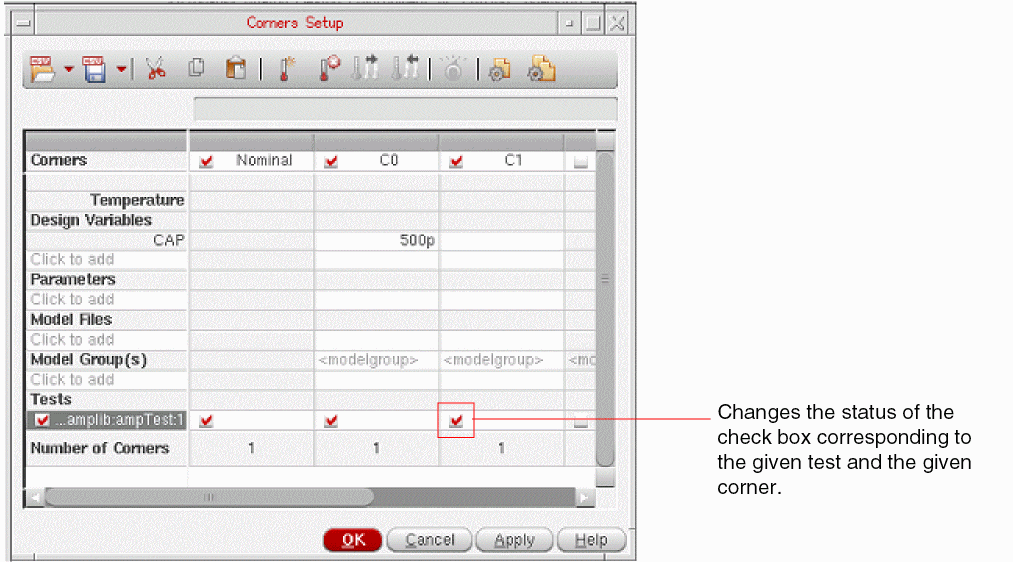 Corners Setup
Corners Nominal C0 C1
Temperature
Design Variables
CAP 500p
Click to add
Parameters
Click to add
Model Files
Click to add
Model Group(s) <modelgroup> <modelgroup> <mo
Click to add
Tests
...amplib:ampTest:1
Number of Corners 1 1 1
OK Cancel Apply Help
Changes the status of the
check box corresponding to
the given test and the given
corner.